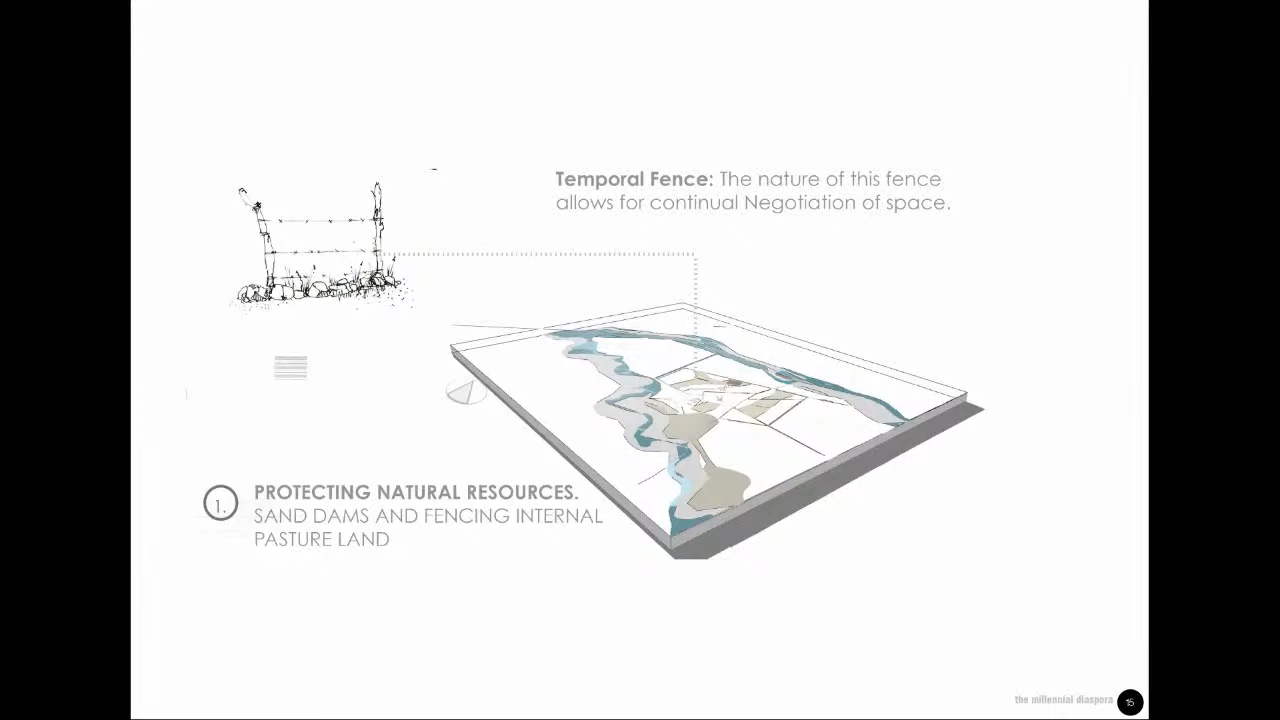 Temporal Fence: The nature of this fence
allows for continual Negotiation of space.
1.
PROTECTING NATURAL RESOURCES.
SAND DAMS AND FENCING INTERNAL
PASTURE LAND
the millennial diaspora
15